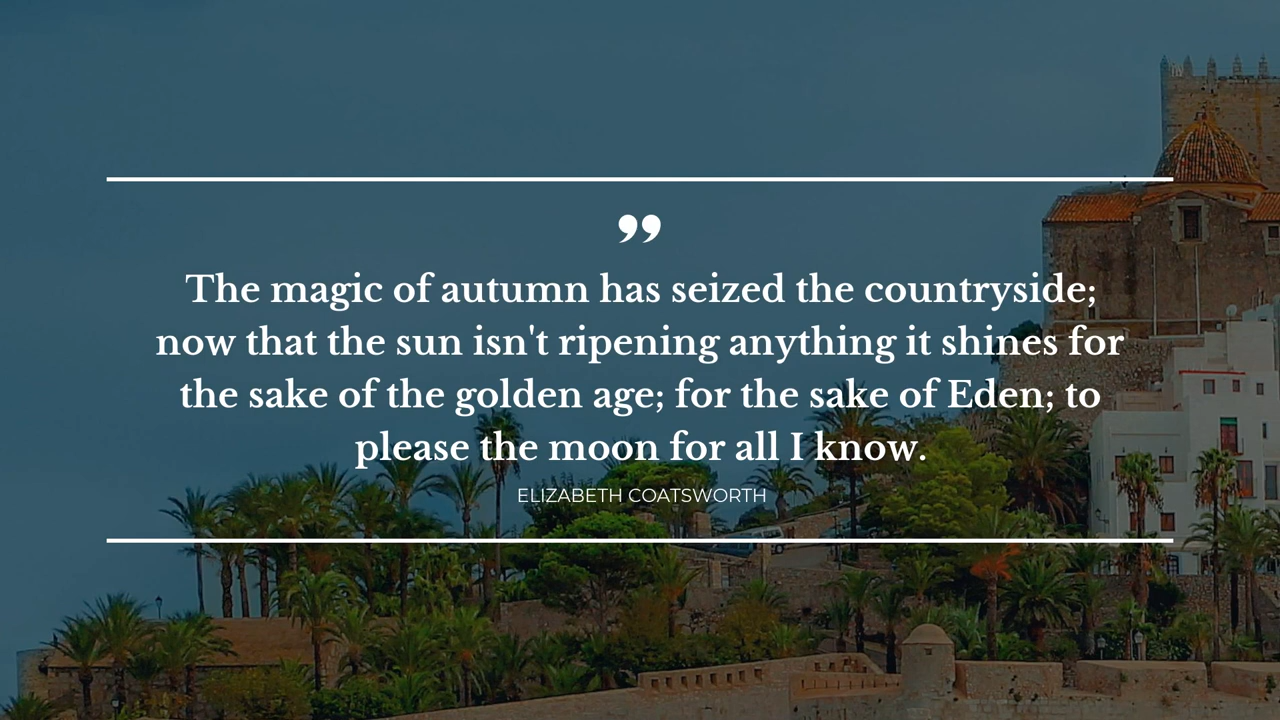 ”
The magic of autumn has seized the countryside;
now that the sun isn't ripening anything it shines for
the sake of the golden age; for the sake of Eden; to
please the moon for all I know.
ELIZABETH COATSWORTH